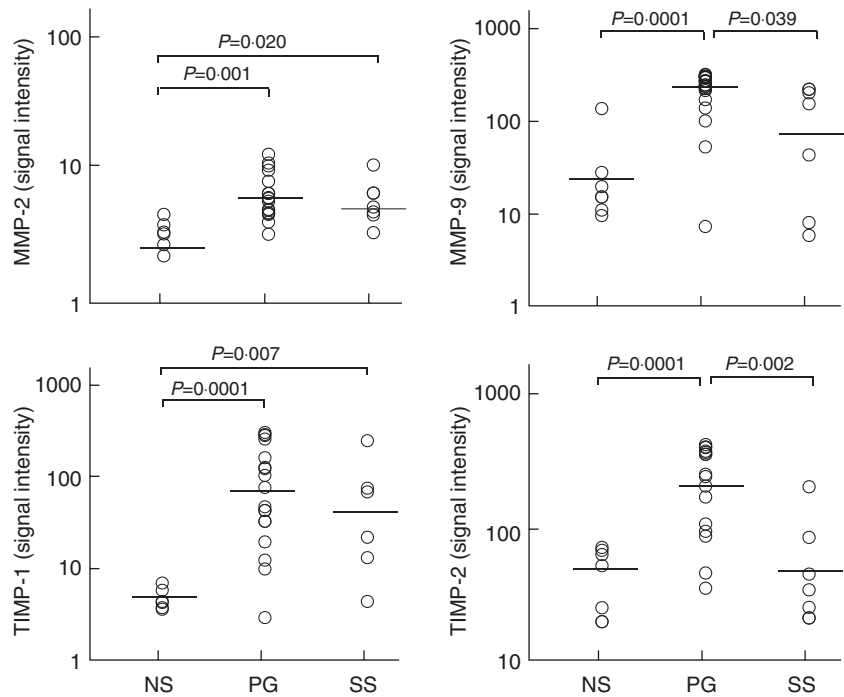 MMP-2 (signal intensity)
100
10
1
P=0·020
P=0·001
MMP-9 (signal intensity)
1000
100
10
1
P=0·0001
P=0·039
TIMP-1 (signal intensity)
1000
100
10
1
P=0·007
P=0·0001
NS
PG
SS
TIMP-2 (signal intensity)
1000
100
10
P=0·0001
P=0·002
NS
PG
SS